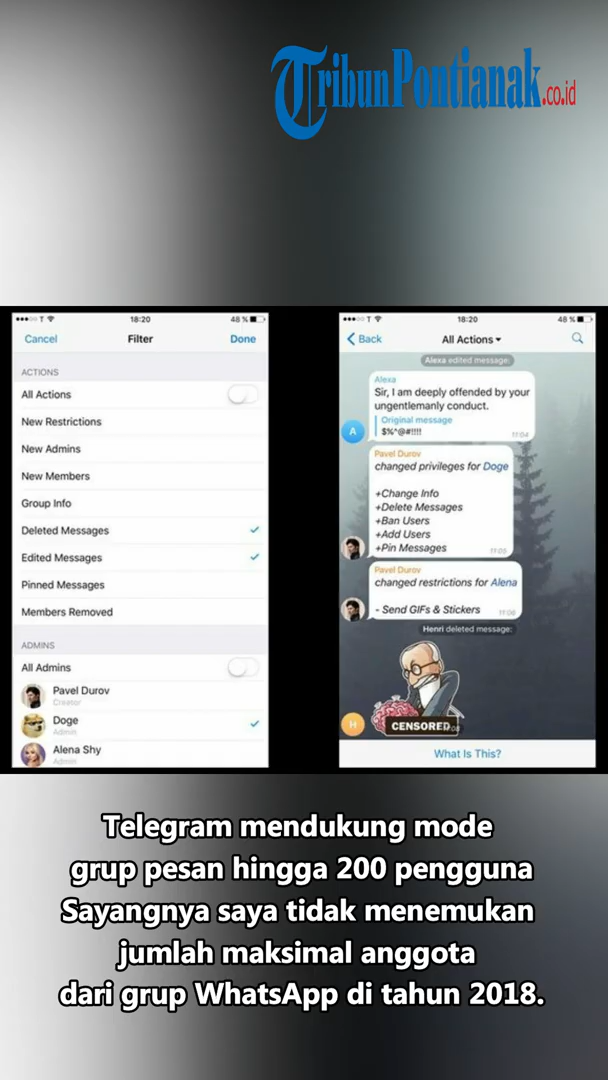 TribunPontianak.co.id
18:20
48 %
Cancel
Filter
Done
ACTIONS
All Actions
New Restrictions
New Admins
New Members
Group Info
Deleted Messages
Edited Messages
Pinned Messages
Members Removed
ADMINS
All Admins
Pavel Durov
Creator
Doge
Admin
Alena Shy
Admin
T
18:20
48 %
Back
All Actions
Alexa edited message:
Alexa
Sir, I am deeply offended by your
ungentlemanly conduct.
Original message
$%*@#!!!!
11:04
A
Pavel Durov
changed privileges for Doge
+Change Info
+Delete Messages
+Ban Users
+Add Users
+Pin Messages
11:05
Pavel Durov
changed restrictions for Alena
- Send GIFs & Stickers
11:06
Henri deleted message:
H
CENSORED
What Is This?
Telegram mendukung mode
grup pesan hingga 200 pengguna
Sayangnya saya tidak menemukan
jumlah maksimal anggota
dari grup WhatsApp di tahun 2018.